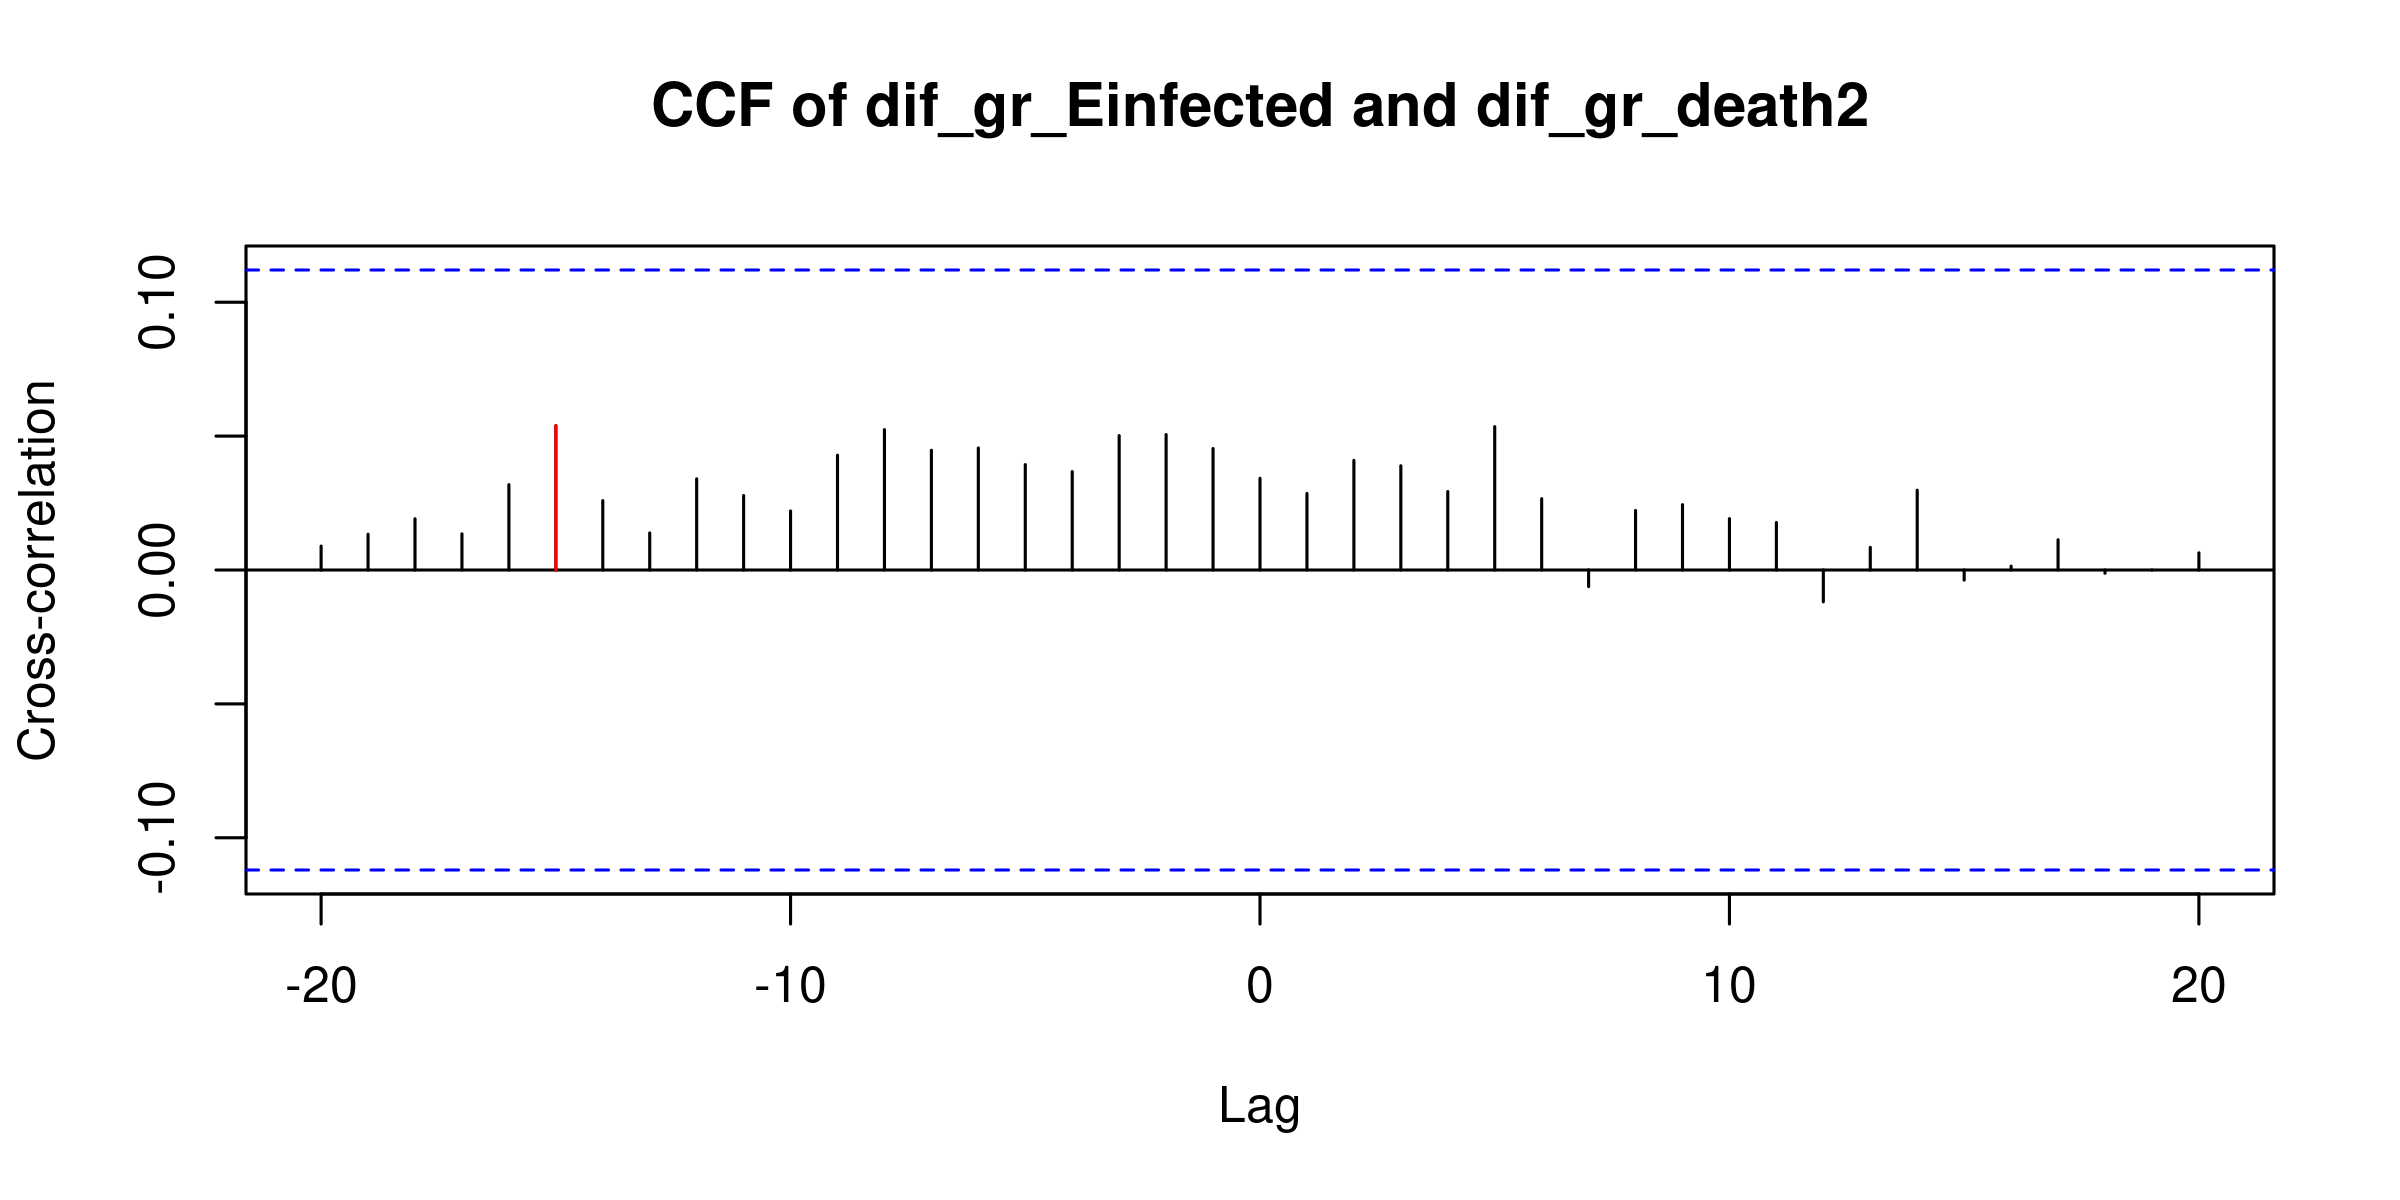 CCF of dif_gr_Einfected and dif_gr_death2
Cross-correlation
0.10
0.00
-0.10
-20 -10 0 10 20
Lag